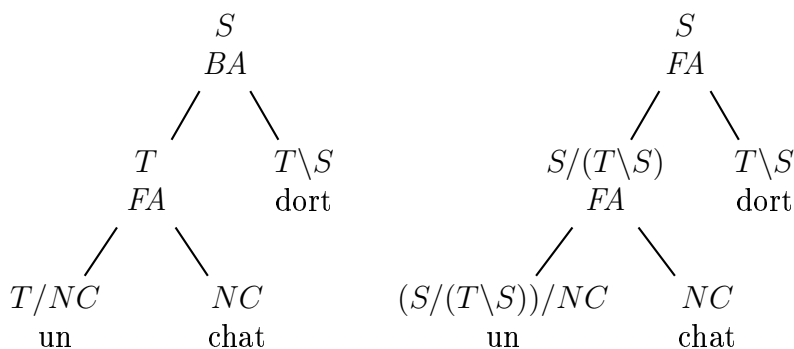 S S
BA FA
T T\S S/(T\S) T\S
FA dort FA dort
T/NC NC (S/(T\S))/NC NC
un chat un chat